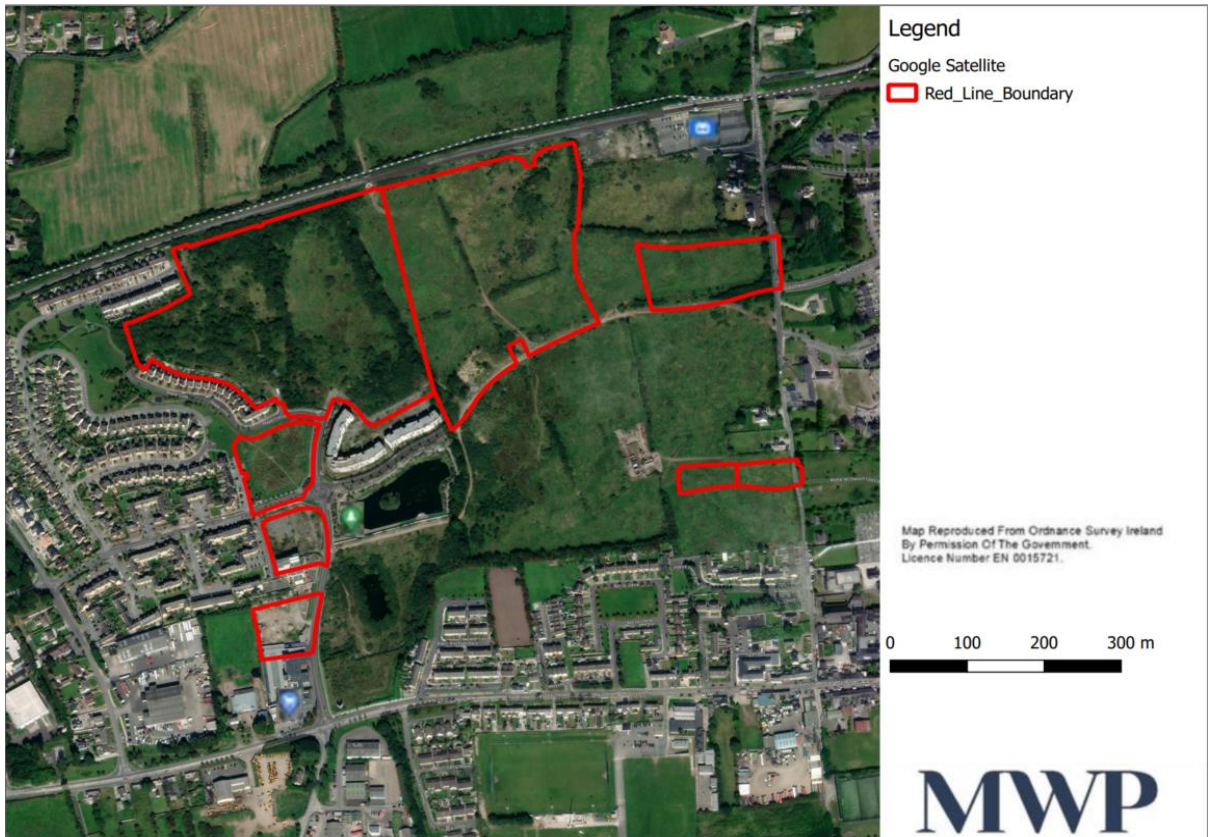 Legend
Google Satellite
Red_Line_Boundary
Map Reproduced From Ordnance Survey Ireland
By Permission Of The Government.
Licence Number EN 0015721.
0 100 200 300 m
MWP